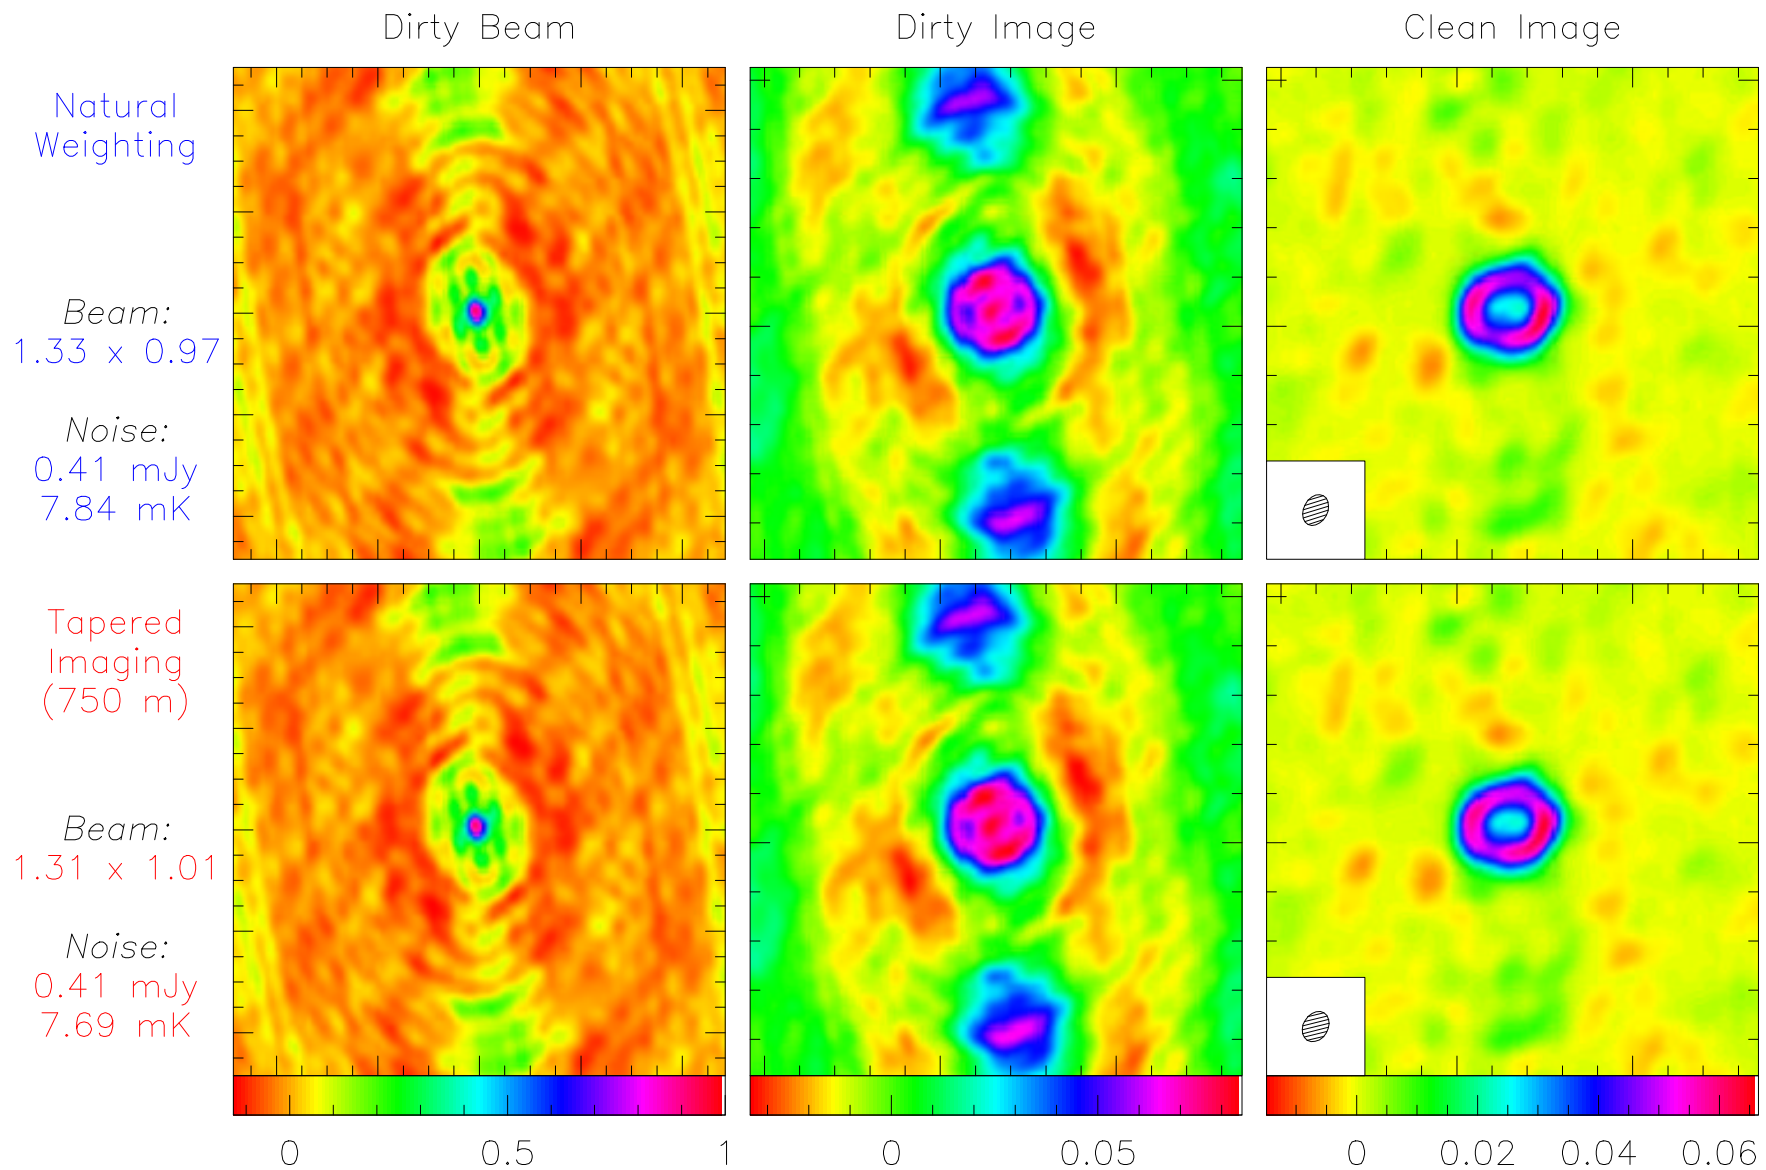 Dirty Beam
Dirty Image
Clean Image
Natural
Weighting
Beam:
1.33 x 0.97
Noise:
0.41 mJy
7.84 mK
Tapered
Imaging
(750 m)
Beam:
1.31 x 1.01
Noise:
0.41 mJy
7.69 mK
0 0.5 1
0 0.05
0 0.02 0.04 0.06